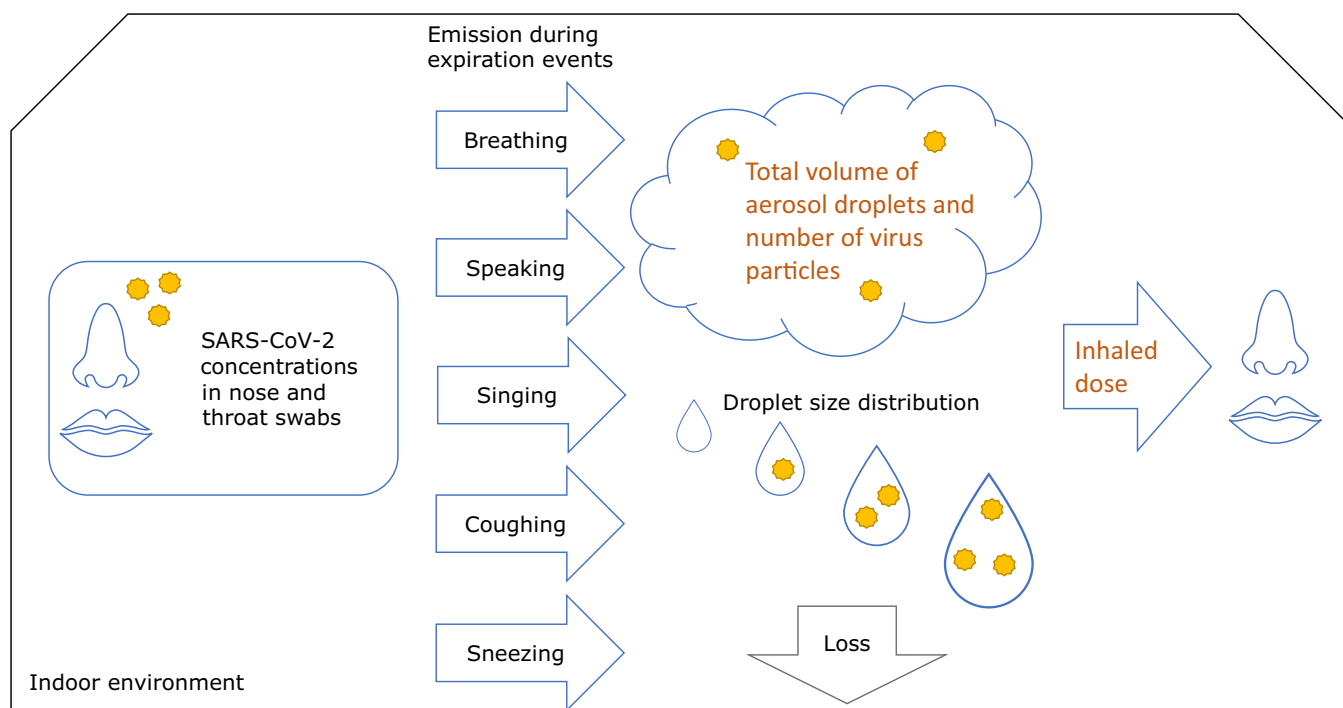 Emission during
expiration events
Breathing
Speaking
Singing
Coughing
Sneezing
SARS-CoV-2
concentrations
in nose and
throat swabs
Total volume of
aerosol droplets and
number of virus
particles
Droplet size distribution
Inhaled
dose
Loss
Indoor environment